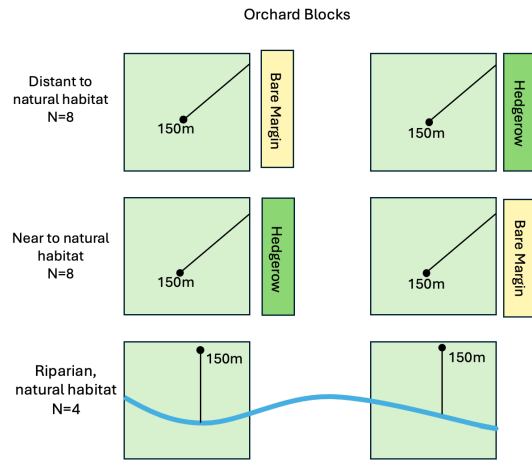 Orchard Blocks
Distant to
natural habitat
N=8
150m
Bare Margin
150m
Hedgerow
Near to natural
habitat
N=8
150m
Hedgerow
150m
Bare Margin
Riparian,
natural habitat
N=4
150m
150m